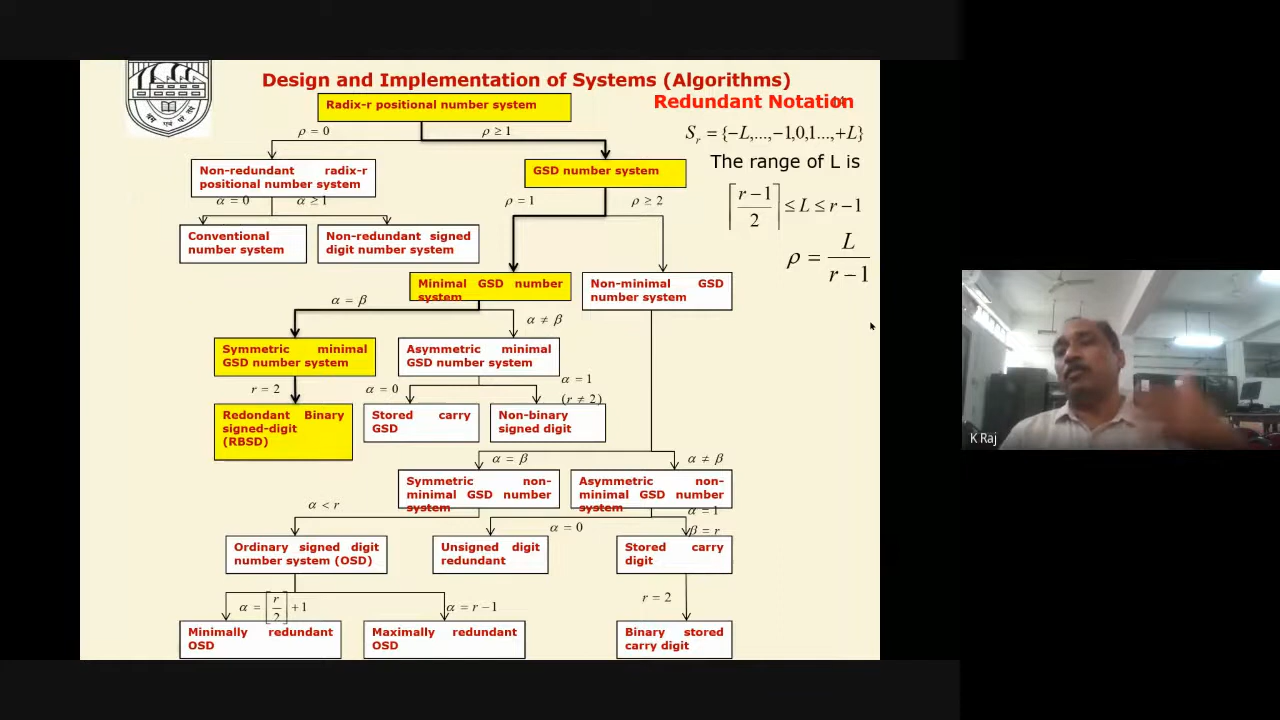 Design and Implementation of Systems (Algorithms)
Redundant Notation
Radix-r positional number system
ρ = 0
ρ ≥ 1
S_r = {−L,...,−1,0,1...,+L}
The range of L is
Non-redundant radix-r
positional number system
GSD number system
⌈(r−1)/2⌉ ≤ L ≤ r−1
α = 0
α ≥ 1
ρ = 1
ρ ≥ 2
Conventional
number system
Non-redundant signed
digit number system
ρ = L/(r−1)
Minimal GSD number
system
Non-minimal GSD
number system
α = β
α ≠ β
Symmetric minimal
GSD number system
Asymmetric minimal
GSD number system
r = 2
α = 0
α = 1
(r ≠ 2)
Redondant Binary
signed-digit
(RBSD)
Stored carry
GSD
Non-binary
signed digit
K Raj
α = β
α ≠ β
Symmetric non-
minimal GSD number
system
Asymmetric non-
minimal GSD number
system
α < r
α = 0
α = 1
β = r
Ordinary signed digit
number system (OSD)
Unsigned digit
redundant
Stored carry
digit
α = [r/2] + 1
α = r − 1
r = 2
Minimally redundant
OSD
Maximally redundant
OSD
Binary stored
carry digit